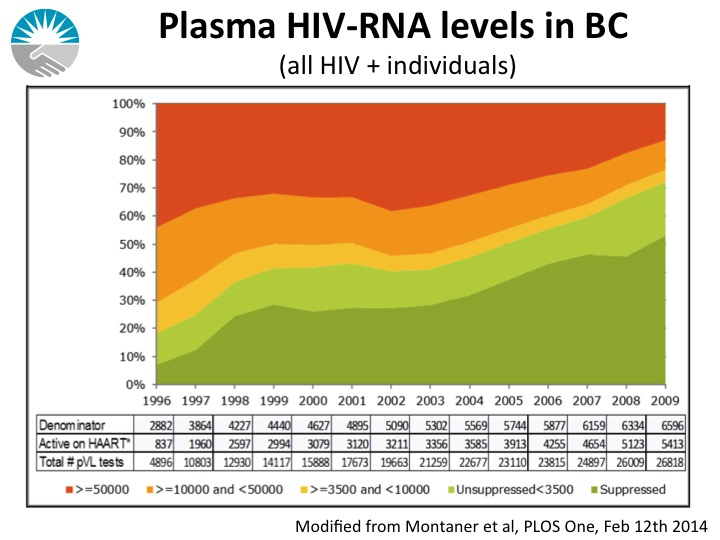 Plasma HIV-RNA levels in BC
(all HIV + individuals)
100%
90%
80%
70%
60%
50%
40%
30%
20%
10%
0%
1996 1997 1998 1999 2000 2001 2002 2003 2004 2005 2006 2007 2008 2009
Denominator 2882 3864 4227 4440 4627 4895 5090 5302 5569 5744 5877 6159 6334 6596
Active on HAART* 837 1960 2597 2994 3079 3120 3211 3356 3585 3913 4255 4654 5123 5413
Total # pVL tests 4896 10803 12930 14117 15888 17673 19663 21259 22677 23110 23815 24897 26009 26818
>=50000 >=10000 and <50000 >=3500 and <10000 Unsuppressed<3500 Suppressed
Modified from Montaner et al, PLOS One, Feb 12th 2014